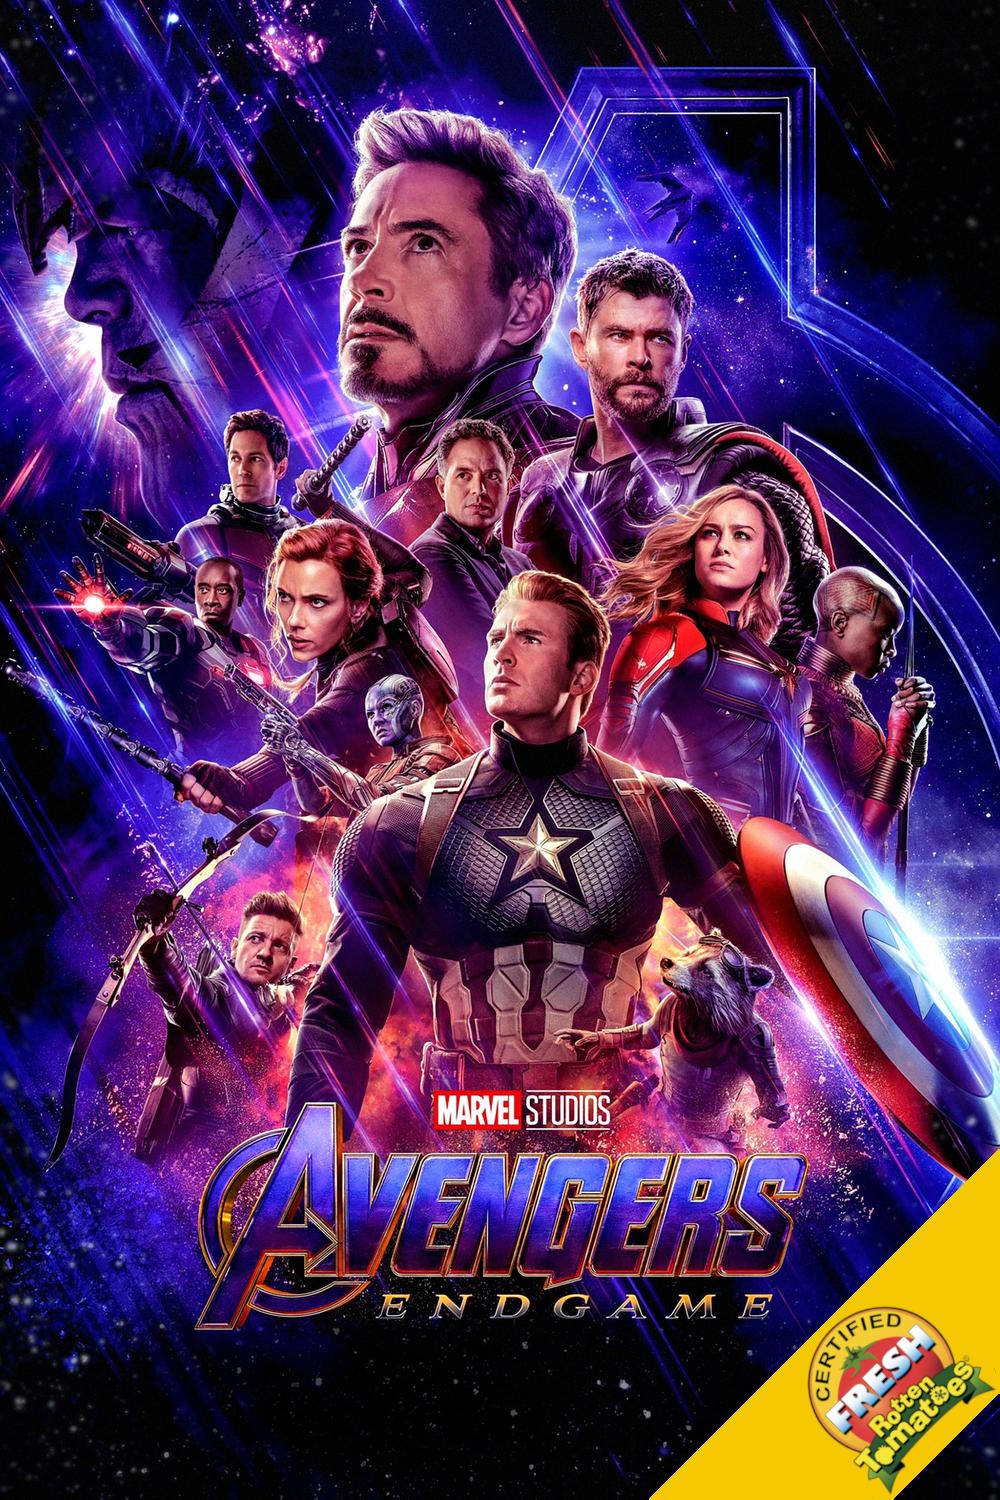 MARVEL STUDIOS
AVENGERS
ENDGAME
CERTIFIED
FRESH
Rotten
Tomatoes